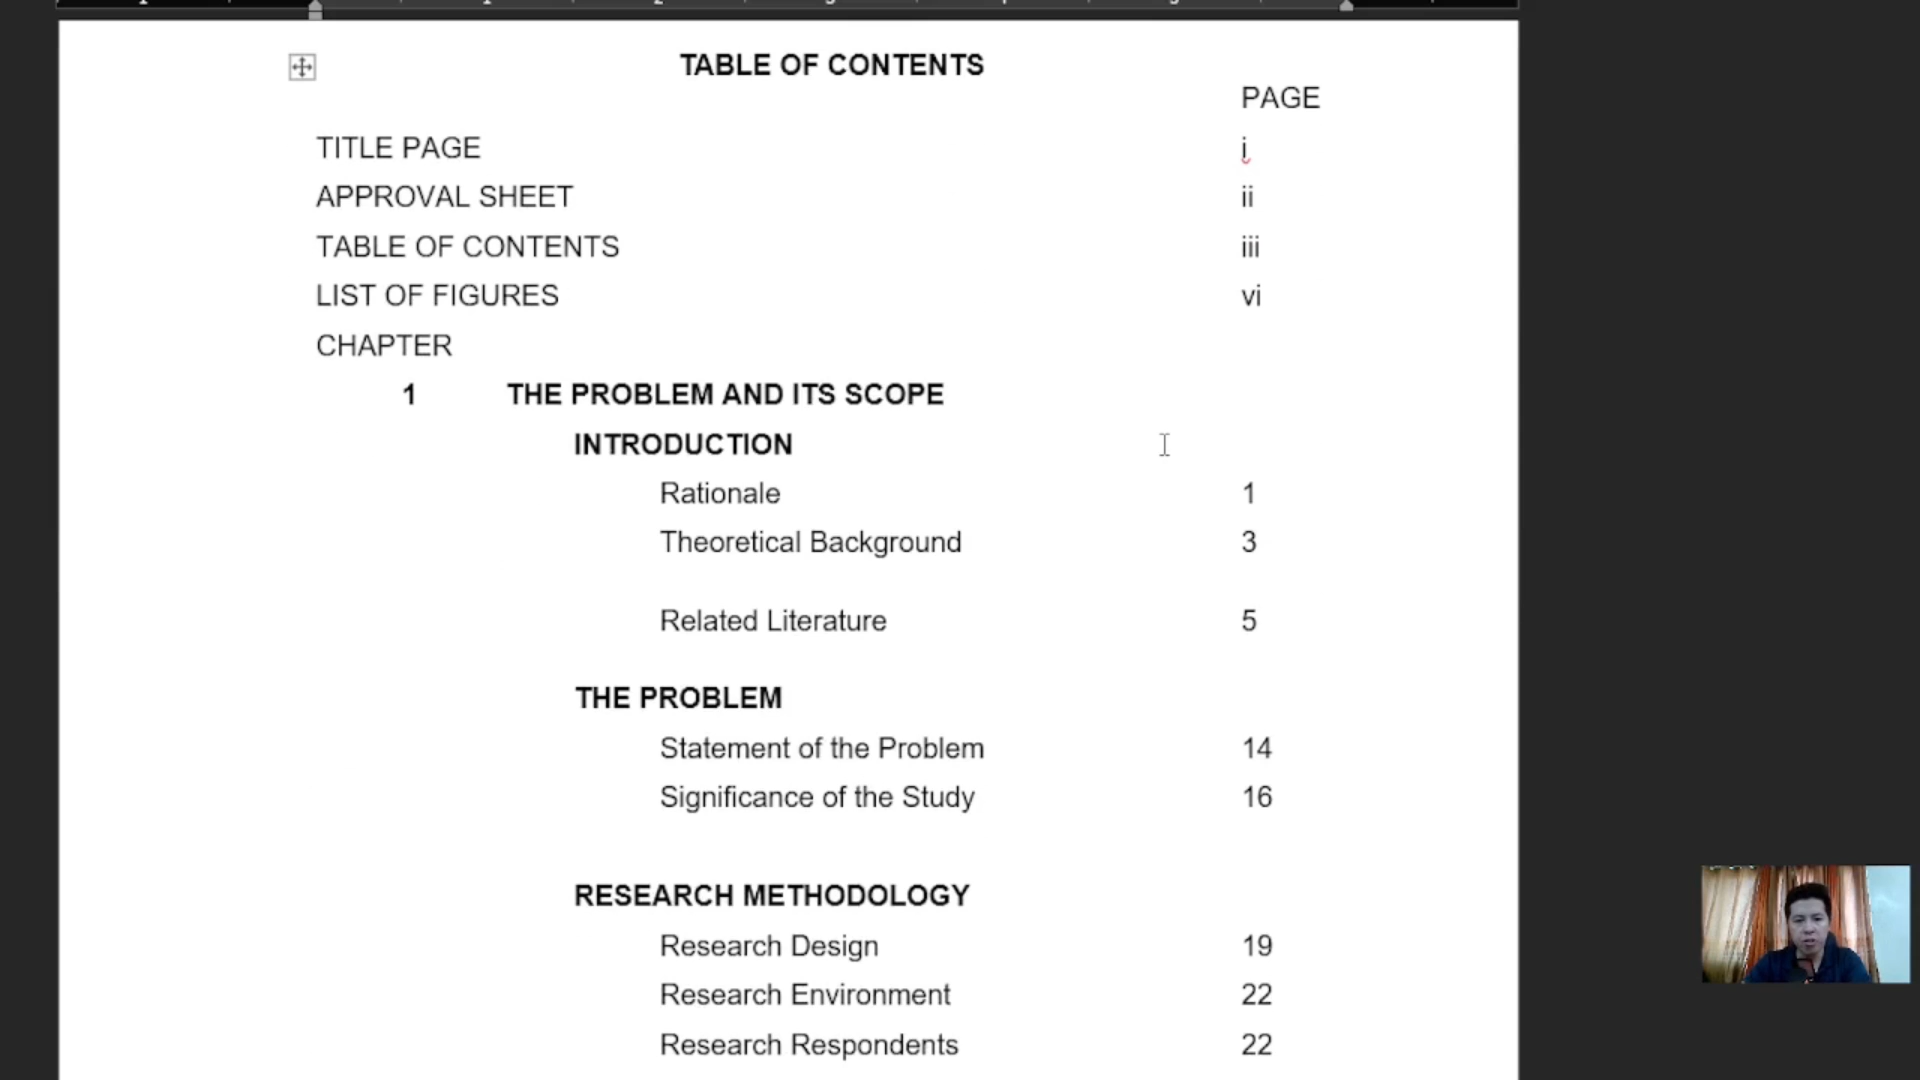 TABLE OF CONTENTS
PAGE
TITLE PAGE i
APPROVAL SHEET ii
TABLE OF CONTENTS iii
LIST OF FIGURES vi
CHAPTER
1 THE PROBLEM AND ITS SCOPE
INTRODUCTION
Rationale 1
Theoretical Background 3
Related Literature 5
THE PROBLEM
Statement of the Problem 14
Significance of the Study 16
RESEARCH METHODOLOGY
Research Design 19
Research Environment 22
Research Respondents 22